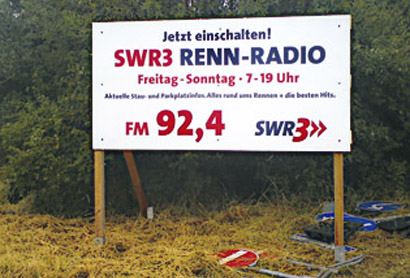 Jetzt einschalten!
SWR3 RENN-RADIO
Freitag - Sonntag · 7-19 Uhr
Aktuelle Stau- und Parkplatzinfos. Alles rund ums Rennen + die besten Hits.
FM 92,4 SWR3»